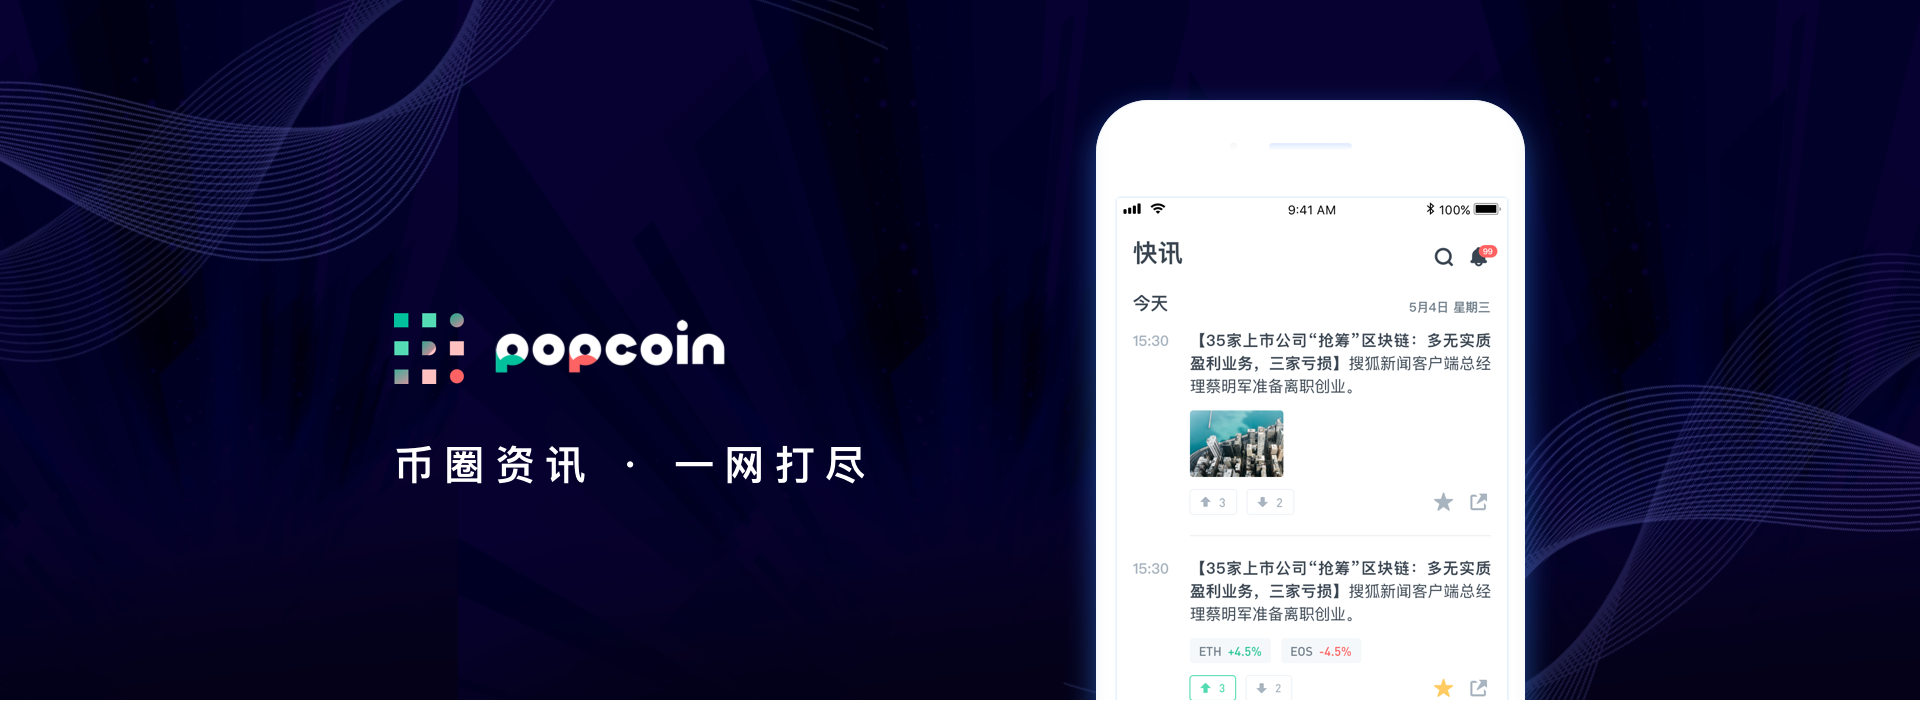 popcoin
币圈资讯 · 一网打尽
9:41 AM
100%
快讯
99
今天
5月4日 星期三
15:30
【35家上市公司“抢筹”区块链：多无实质
盈利业务，三家亏损】搜狐新闻客户端总经
理蔡明军准备离职创业。
3
2
15:30
【35家上市公司“抢筹”区块链：多无实质
盈利业务，三家亏损】搜狐新闻客户端总经
理蔡明军准备离职创业。
ETH +4.5%
EOS -4.5%
3
2